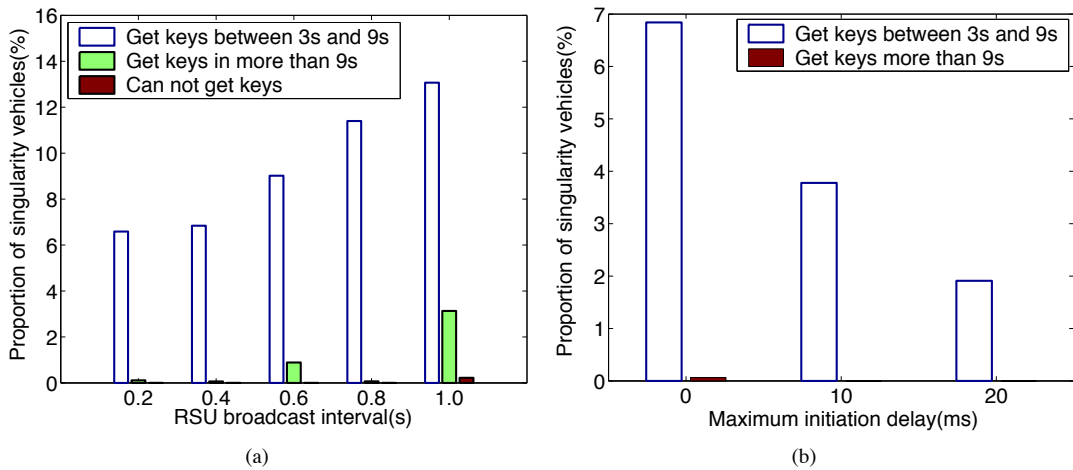 16
14
12
10
8
6
4
2
0
Proportion of singularity vehicles(%)
Get keys between 3s and 9s
Get keys in more than 9s
Can not get keys
0.2 0.4 0.6 0.8 1.0
RSU broadcast interval(s)
(a)
7
6
5
4
3
2
1
0
Proportion of singularity vehicles(%)
Get keys between 3s and 9s
Get keys more than 9s
0 10 20
Maximum initiation delay(ms)
(b)